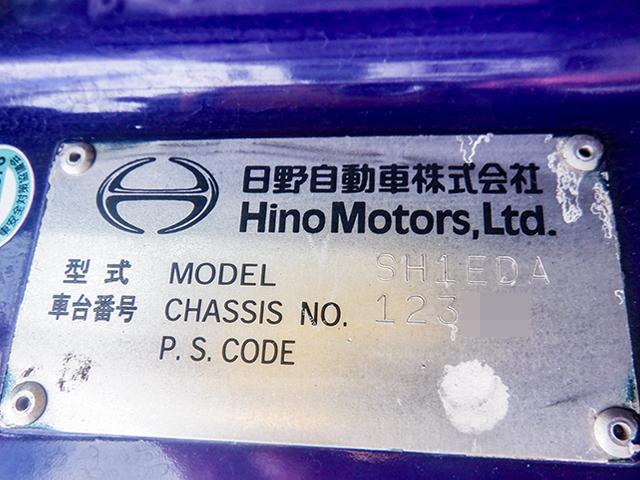 日野自動車株式会社
Hino Motors, Ltd.
型式 MODEL SH1EDA
車台番号 CHASSIS NO. 123
P. S. CODE